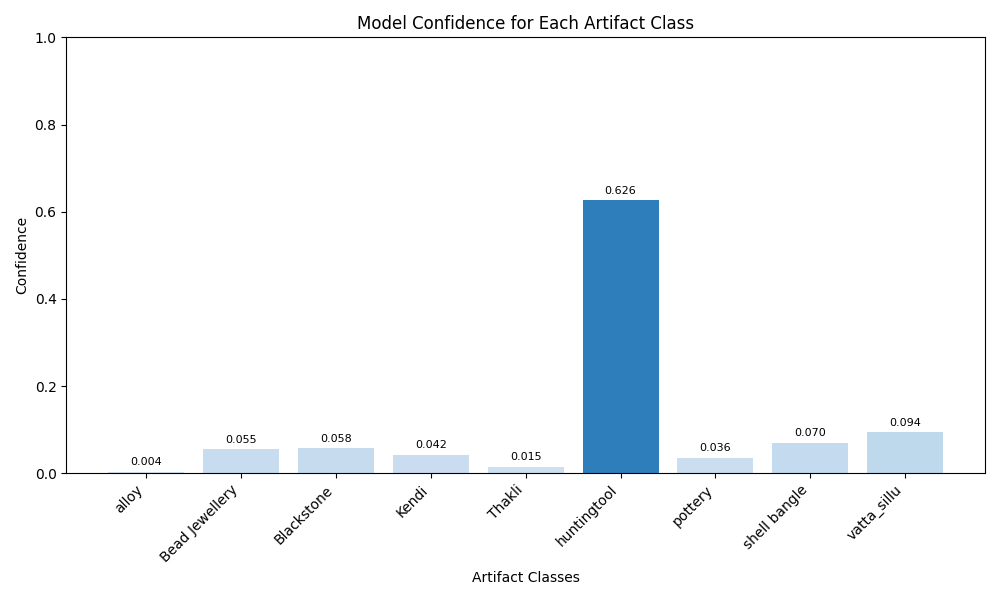 Model Confidence for Each Artifact Class
1.0
0.8
0.6
0.4
0.2
0.0
Confidence
0.004
0.055
0.058
0.042
0.015
0.626
0.036
0.070
0.094
alloy
Bead Jewellery
Blackstone
Kendi
Thakli
huntingtool
pottery
shell bangle
vatta_sillu
Artifact Classes